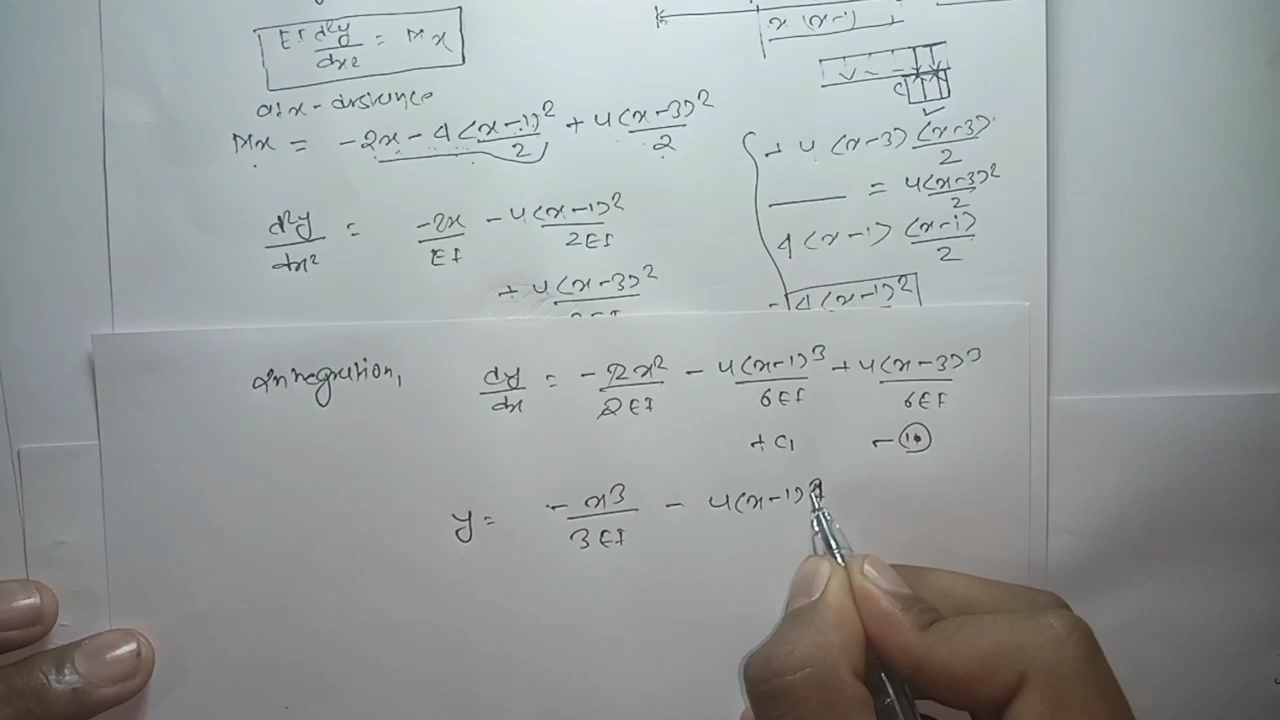 EI d²y/dx² = Mx
x (x-1)
at x - distance
Mx = -2x - 4(x-1)²/2 + 4(x-3)²/2
C
+ 4(x-3) (x-3)/2
= 4(x-3)²/2
4(x-1) (x-1)/2
- 4(x-1)²
d²y/dx² = -2x/EI - 4(x-1)²/2EI
+ 4(x-3)²
Integration, dy/dx = -2x²/2EI - 4(x-1)³/6EI + 4(x-3)³/6EI
+ C₁
y = -x³/3EI - 4(x-1)